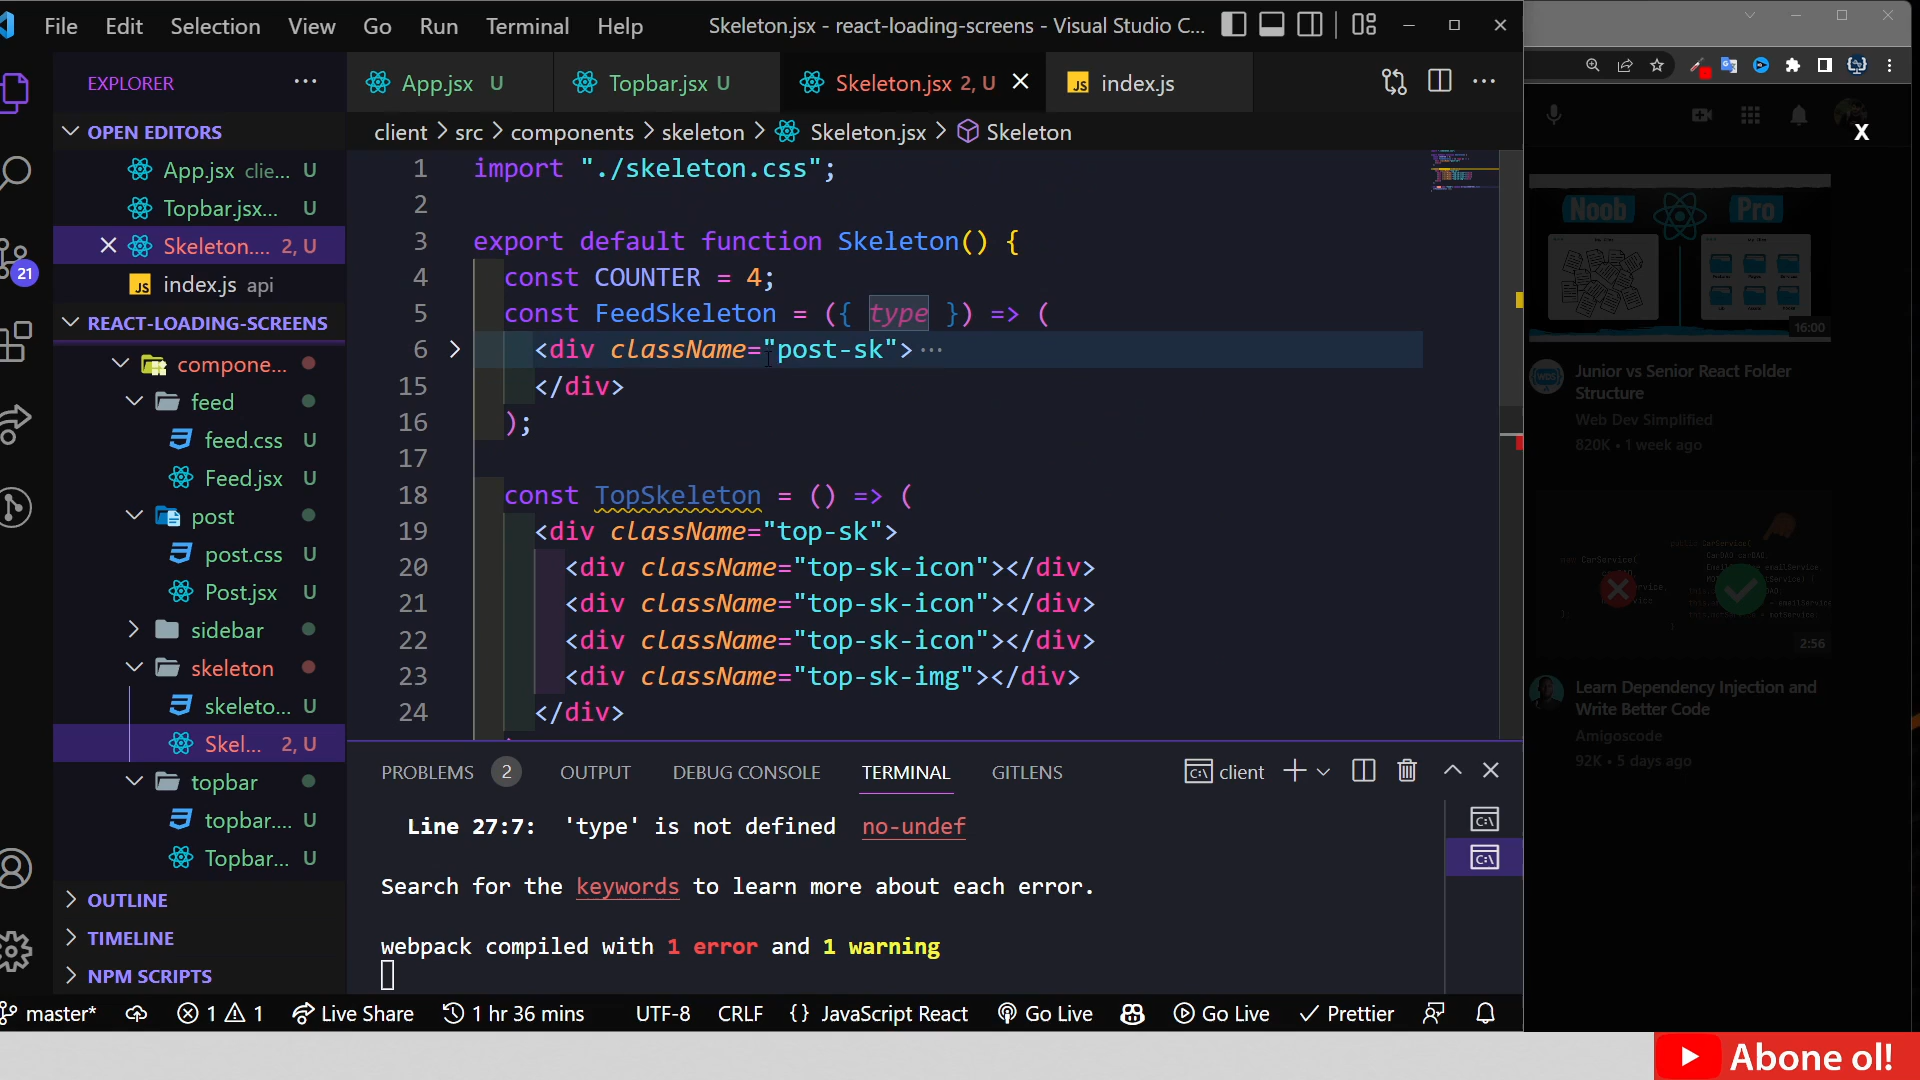 File Edit Selection View Go Run Terminal Help Skeleton.jsx - react-loading-screens - Visual Studio C...
EXPLORER
App.jsx U Topbar.jsx U Skeleton.jsx 2, U index.js
OPEN EDITORS
client > src > components > skeleton > Skeleton.jsx > Skeleton
App.jsx clie... U
Topbar.jsx... U
Skeleton.... 2, U
index.js api
21
REACT-LOADING-SCREENS
compone...
feed
feed.css U
Feed.jsx U
post
post.css U
Post.jsx U
sidebar
skeleton
skeleto... U
Skel... 2, U
topbar
topbar.... U
Topbar... U
OUTLINE
TIMELINE
NPM SCRIPTS
1 import "./skeleton.css";
2
3 export default function Skeleton() {
4 const COUNTER = 4;
5 const FeedSkeleton = ({ type }) => (
6 <div className="post-sk"> ...
15 </div>
16 );
17
18 const TopSkeleton = () => (
19 <div className="top-sk">
20 <div className="top-sk-icon"></div>
21 <div className="top-sk-icon"></div>
22 <div className="top-sk-icon"></div>
23 <div className="top-sk-img"></div>
24 </div>
PROBLEMS 2 OUTPUT DEBUG CONSOLE TERMINAL GITLENS client
Line 27:7: 'type' is not defined no-undef
Search for the keywords to learn more about each error.
webpack compiled with 1 error and 1 warning
master* 1 1 Live Share 1 hr 36 mins UTF-8 CRLF {} JavaScript React Go Live Go Live Prettier
X
Noob Pro
16:00
Junior vs Senior React Folder
Structure
Web Dev Simplified
820K • 1 week ago
2:56
Learn Dependency Injection and
Write Better Code
Amigoscode
92K • 5 days ago
Abone ol!